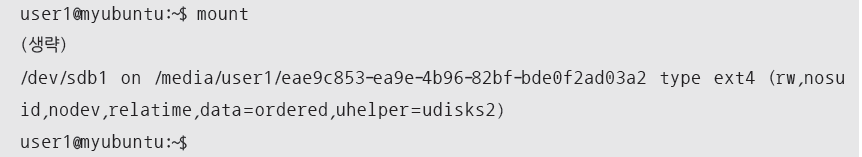 user1@myubuntu:~$ mount
(생략)
/dev/sdb1 on /media/user1/eae9c853-ea9e-4b96-82bf-bde0f2ad03a2 type ext4 (rw,nosu
id,nodev,relatime,data=ordered,uhelper=udisks2)
user1@myubuntu:~$